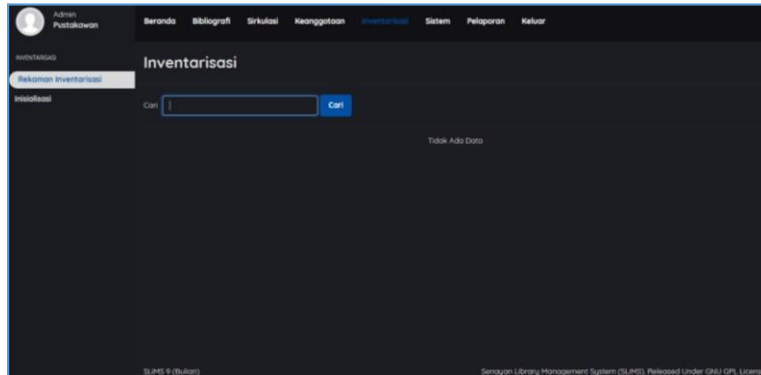 Admin
Pustakawan
Beranda Bibliografi Sirkulasi Keanggotaan Inventarisasi Sistem Pelaporan Keluar
INVENTARISASI
Rekaman Inventarisasi
Inisialisasi
Inventarisasi
Cari Cari
Tidak Ada Data
SLiMS 9 (Bulian)
Senayan Library Management System (SLiMS), Released Under GNU GPL License